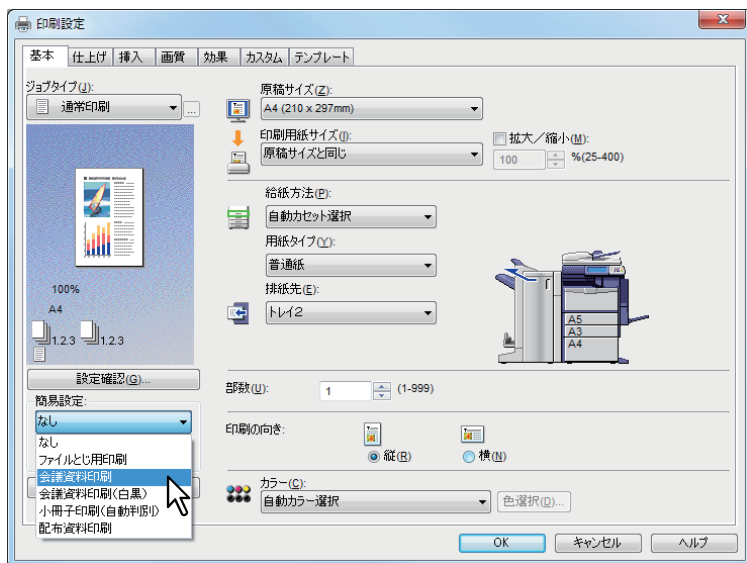 印刷設定
基本 仕上げ 挿入 画質 効果 カスタム テンプレート
ジョブタイプ(J):
通常印刷
...
100%
A4
1.2.3 1.2.3
設定確認(G)...
簡易設定:
なし
なし
ファイルとじ用印刷
会議資料印刷
会議資料印刷(白黒)
小冊子印刷(自動判別)
配布資料印刷
原稿サイズ(Z):
A4 (210 x 297mm)
印刷用紙サイズ(I):
原稿サイズと同じ
拡大/縮小(M):
100 %(25-400)
給紙方法(P):
自動カセット選択
用紙タイプ(Y):
普通紙
排紙先(E):
トレイ2
A5
A3
A4
部数(U): 1 (1-999)
印刷の向き:
縦(R) 横(N)
カラー(C):
自動カラー選択
色選択(D)...
OK キャンセル ヘルプ